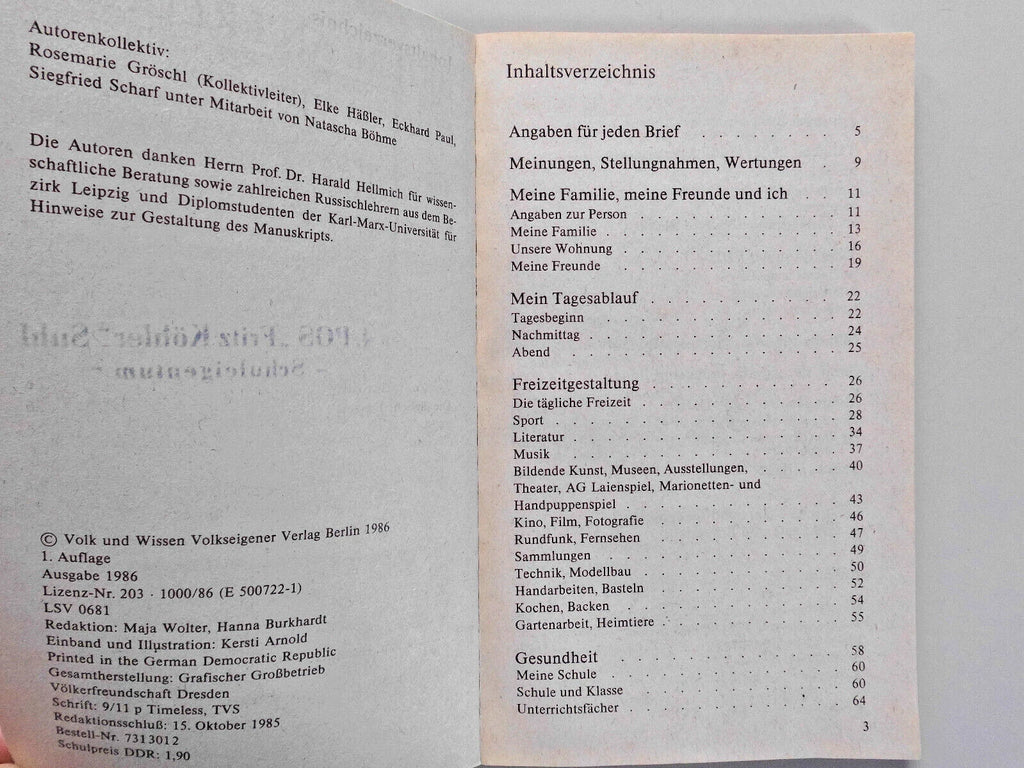 Autorenkollektiv:
Rosemarie Gröschl (Kollektivleiter), Elke Häßler, Eckhard Paul,
Siegfried Scharf unter Mitarbeit von Natascha Böhme
Die Autoren danken Herrn Prof. Dr. Harald Hellmich für wissen-
schaftliche Beratung sowie zahlreichen Russischlehrern aus dem Be-
zirk Leipzig und Diplomstudenten der Karl-Marx-Universität für
Hinweise zur Gestaltung des Manuskripts.
POS „Fritz Köhler" Suhl
- Schuleigentum -
© Volk und Wissen Volkseigener Verlag Berlin 1986
1. Auflage
Ausgabe 1986
Lizenz-Nr. 203 · 1000/86 (E 500722-1)
LSV 0681
Redaktion: Maja Wolter, Hanna Burkhardt
Einband und Illustration: Kersti Arnold
Printed in the German Democratic Republic
Gesamtherstellung: Grafischer Großbetrieb
Völkerfreundschaft Dresden
Schrift: 9/11 p Timeless, TVS
Redaktionsschluß: 15. Oktober 1985
Bestell-Nr. 7313012
Schulpreis DDR: 1,90
Inhaltsverzeichnis
Angaben für jeden Brief . . . . . . . . 5
Meinungen, Stellungnahmen, Wertungen . 9
Meine Familie, meine Freunde und ich . . 11
Angaben zur Person . . . . . . . . . . 11
Meine Familie . . . . . . . . . . . 13
Unsere Wohnung . . . . . . . . . . 16
Meine Freunde . . . . . . . . . . 19
Mein Tagesablauf . . . . . . . . . 22
Tagesbeginn . . . . . . . . . . . 22
Nachmittag . . . . . . . . . . . 24
Abend . . . . . . . . . . . . 25
Freizeitgestaltung . . . . . . . . . 26
Die tägliche Freizeit . . . . . . . . . 26
Sport . . . . . . . . . . . . . 28
Literatur . . . . . . . . . . . . 34
Musik . . . . . . . . . . . . 37
Bildende Kunst, Museen, Ausstellungen, . . . . . 40
Theater, AG Laienspiel, Marionetten- und
Handpuppenspiel . . . . . . . . . . 43
Kino, Film, Fotografie . . . . . . . . . 46
Rundfunk, Fernsehen . . . . . . . . . 47
Sammlungen . . . . . . . . . . . 49
Technik, Modellbau . . . . . . . . . 50
Handarbeiten, Basteln . . . . . . . . . 52
Kochen, Backen . . . . . . . . . . 54
Gartenarbeit, Heimtiere . . . . . . . . 55
Gesundheit . . . . . . . . . . 58
Meine Schule . . . . . . . . . . . 60
Schule und Klasse . . . . . . . . . . 60
Unterrichtsfächer . . . . . . . . . . 64
3